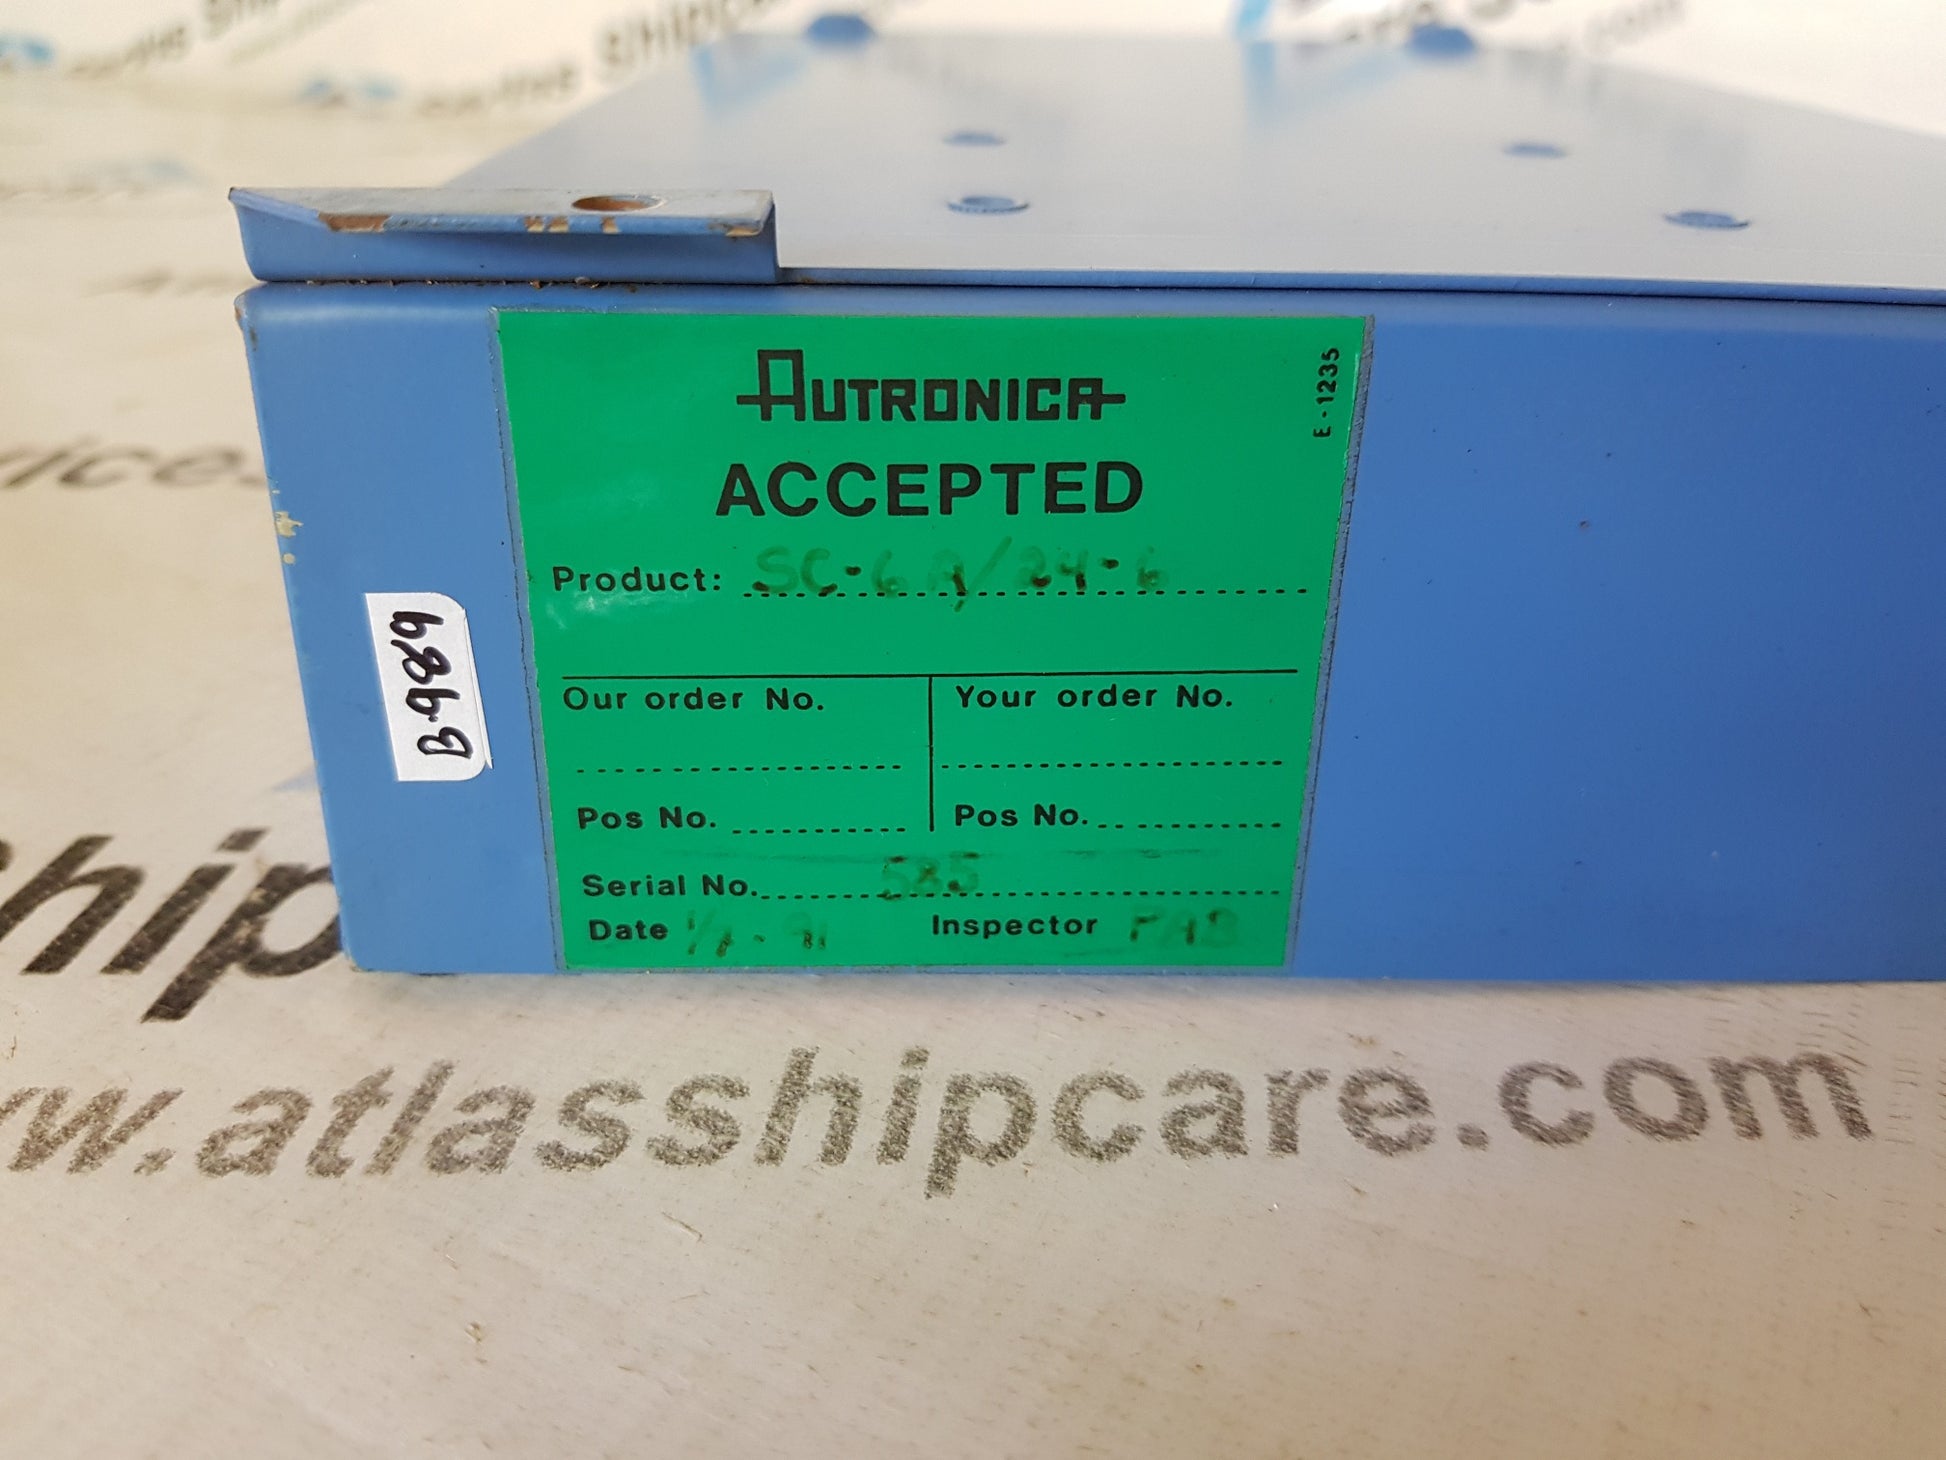 AUTRONICA
E-1235
ACCEPTED
Product: SC-6A/24-6
Our order No. Your order No.
Pos No. Pos No.
Serial No. 585
Date Inspector
www.atlasshipcare.com